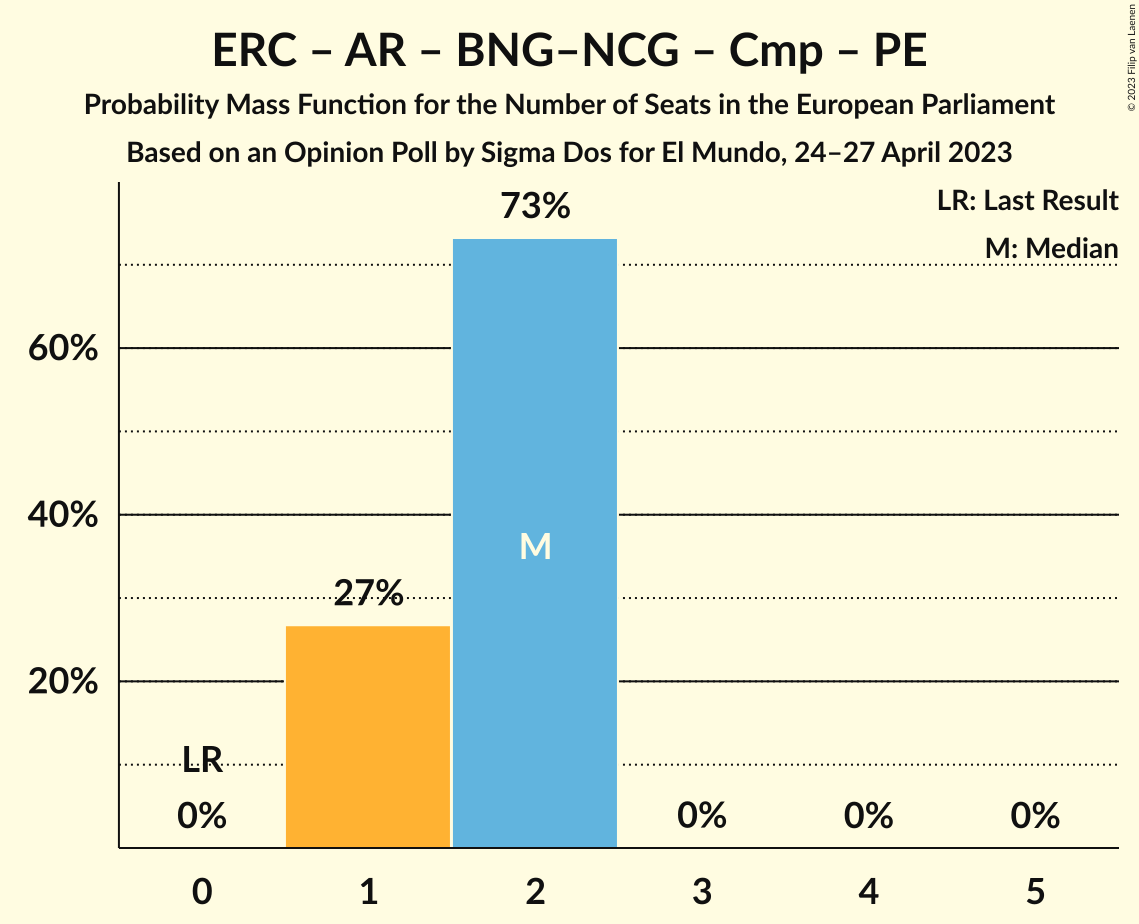 ERC – AR – BNG–NCG – Cmp – PE
Probability Mass Function for the Number of Seats in the European Parliament
Based on an Opinion Poll by Sigma Dos for El Mundo, 24–27 April 2023
© 2023 Filip van Laenen
LR: Last Result
M: Median
73%
60%
40%
M
27%
20%
LR
0%
0%
0%
0%
0 1 2 3 4 5